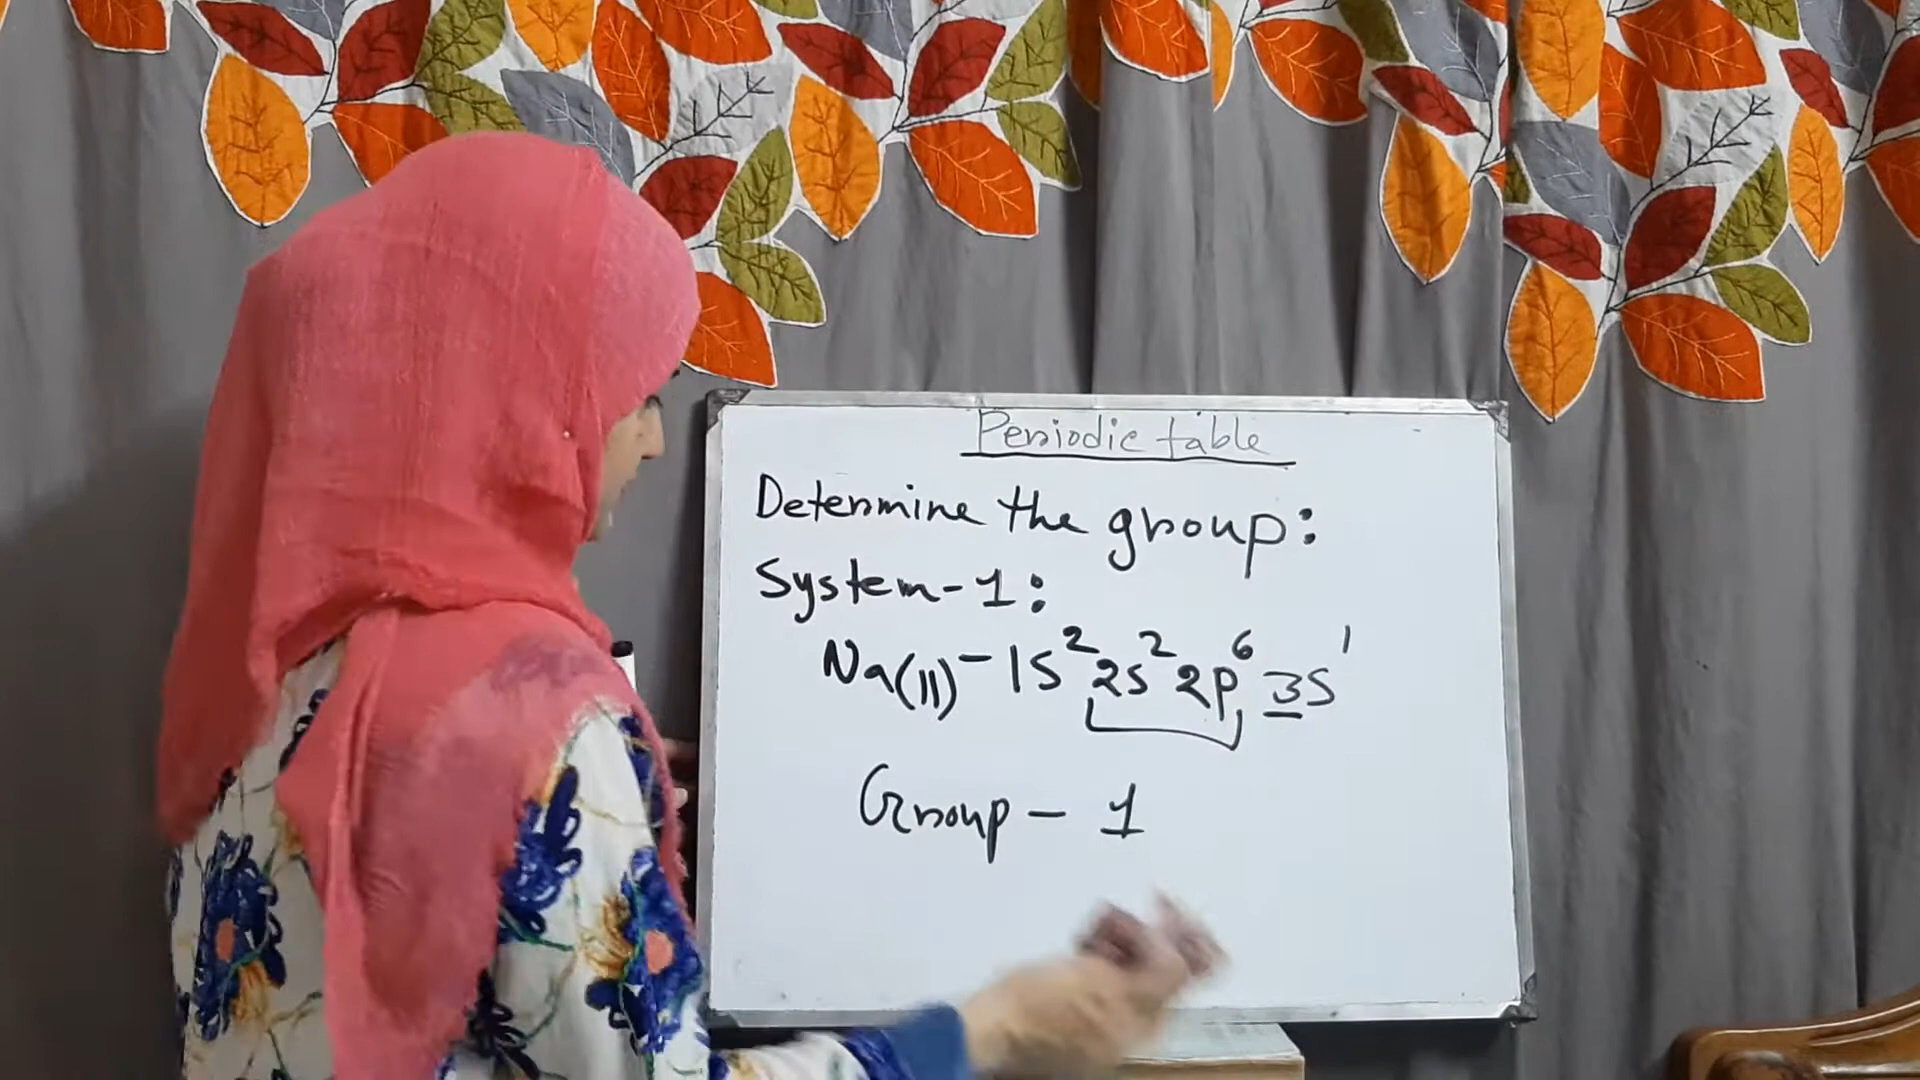 Periodic table
Determine the group:
System-1:
Na(11)- 1s² 2s² 2p⁶ 3s¹
Group - 1